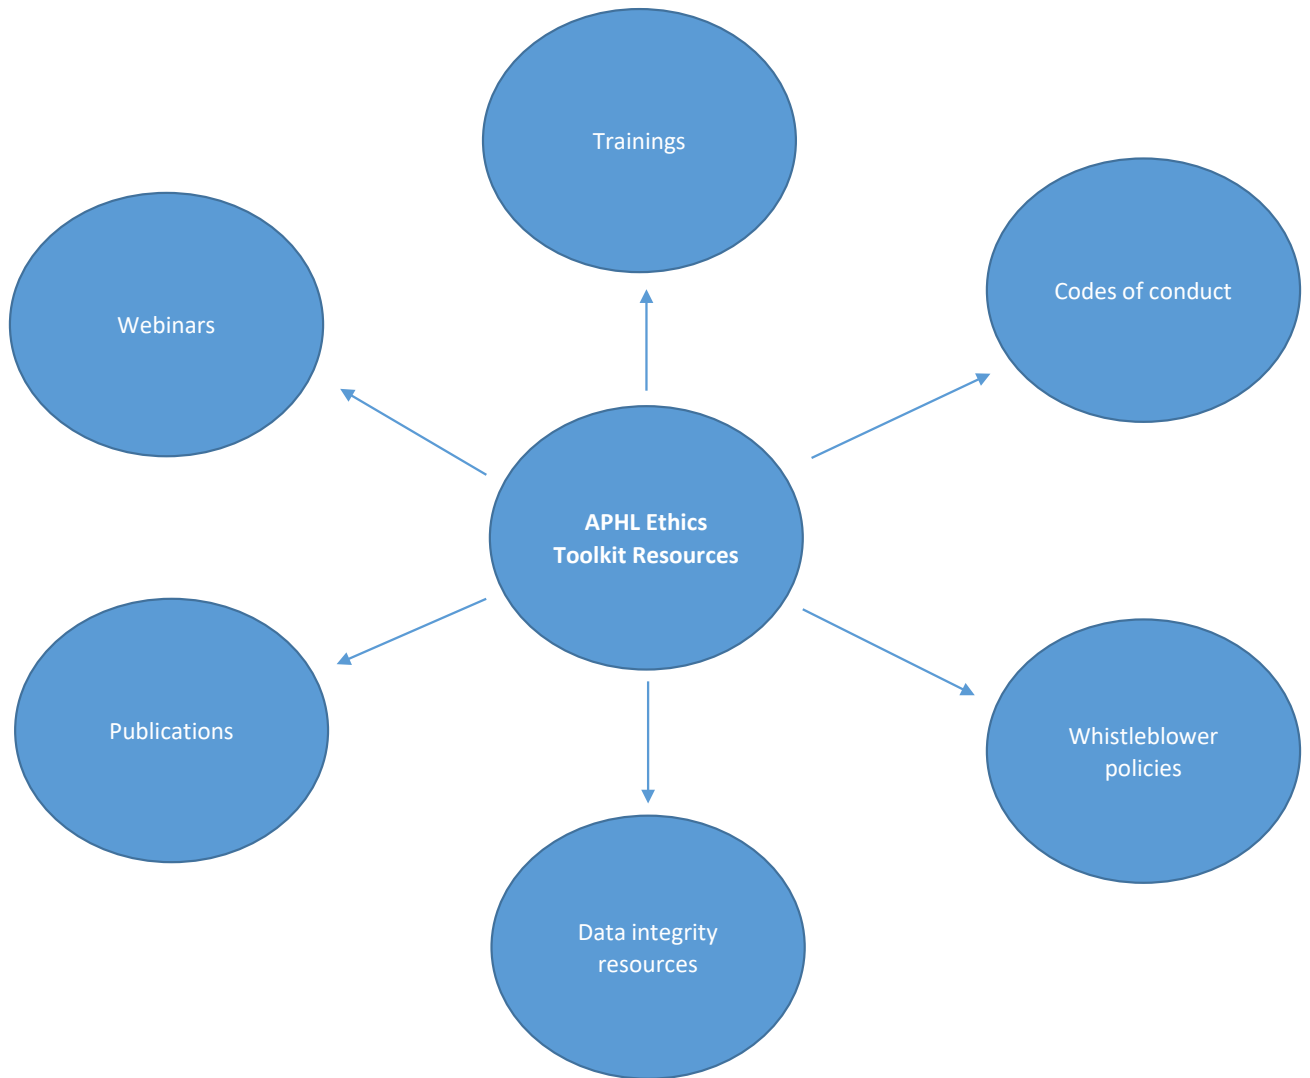 Trainings
Codes of conduct
Webinars
APHL Ethics
Toolkit Resources
Publications
Whistleblower
policies
Data integrity
resources